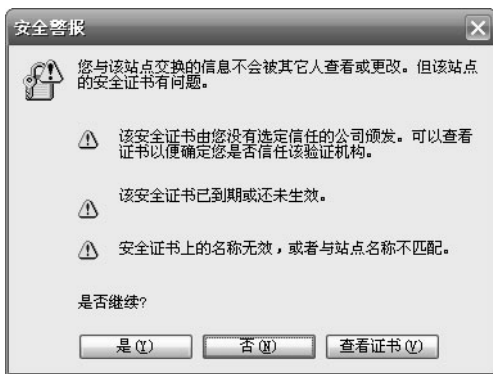 安全警报
您与该站点交换的信息不会被其它人查看或更改。但该站点
的安全证书有问题。
该安全证书由您没有选定信任的公司颁发。可以查看
证书以便确定您是否信任该验证机构。
该安全证书已到期或还未生效。
安全证书上的名称无效，或者与站点名称不匹配。
是否继续?
是(Y) 否(N) 查看证书(V)